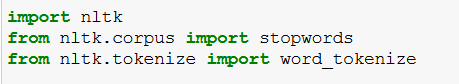 import nltk
from nltk.corpus import stopwords
from nltk.tokenize import word_tokenize